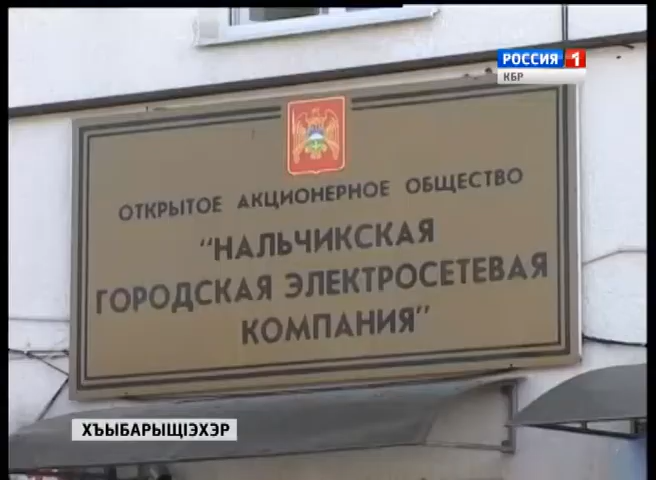 РОССИЯ 1
КБР
ОТКРЫТОЕ АКЦИОНЕРНОЕ ОБЩЕСТВО
"НАЛЬЧИКСКАЯ
ГОРОДСКАЯ ЭЛЕКТРОСЕТЕВАЯ
КОМПАНИЯ"
ХЪЫБАРЫЩIЭХЭР